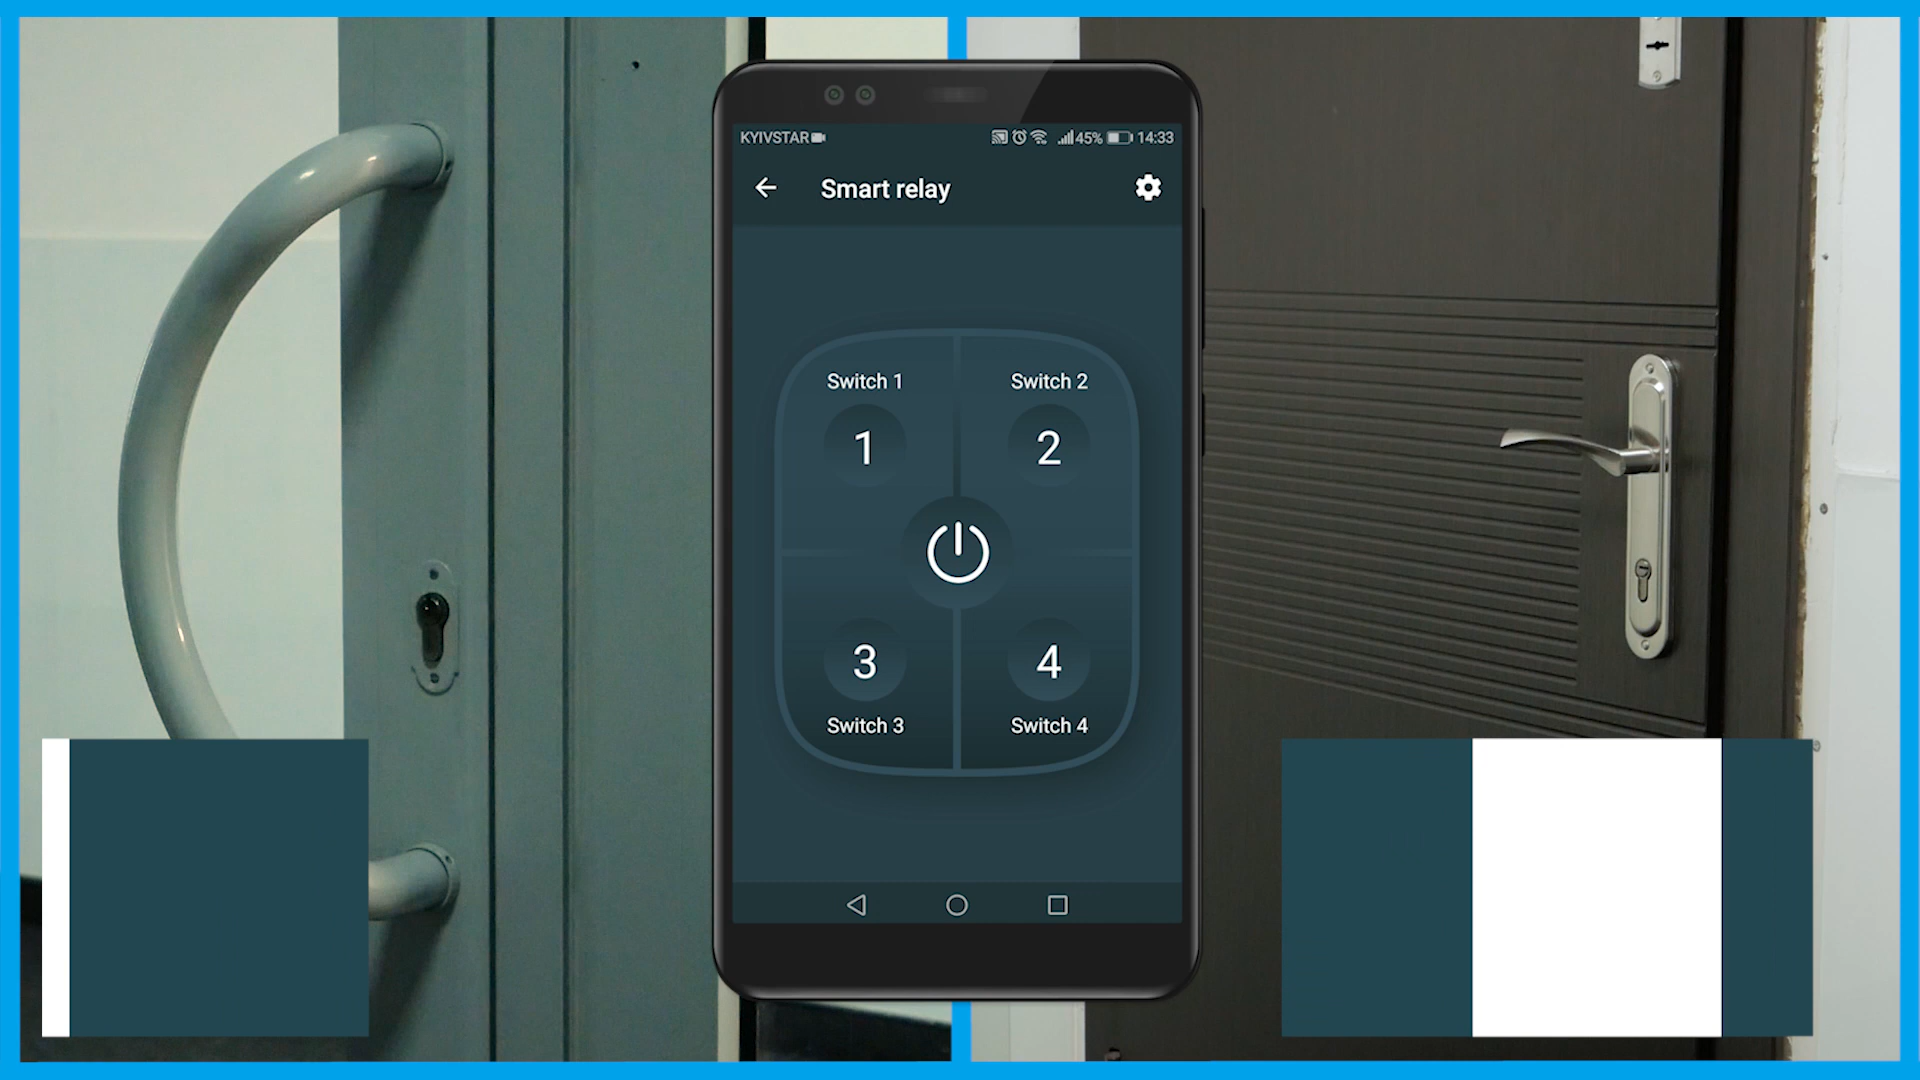 KYIVSTAR 45% 14:33
Smart relay
Switch 1 Switch 2
1 2
3 4
Switch 3 Switch 4